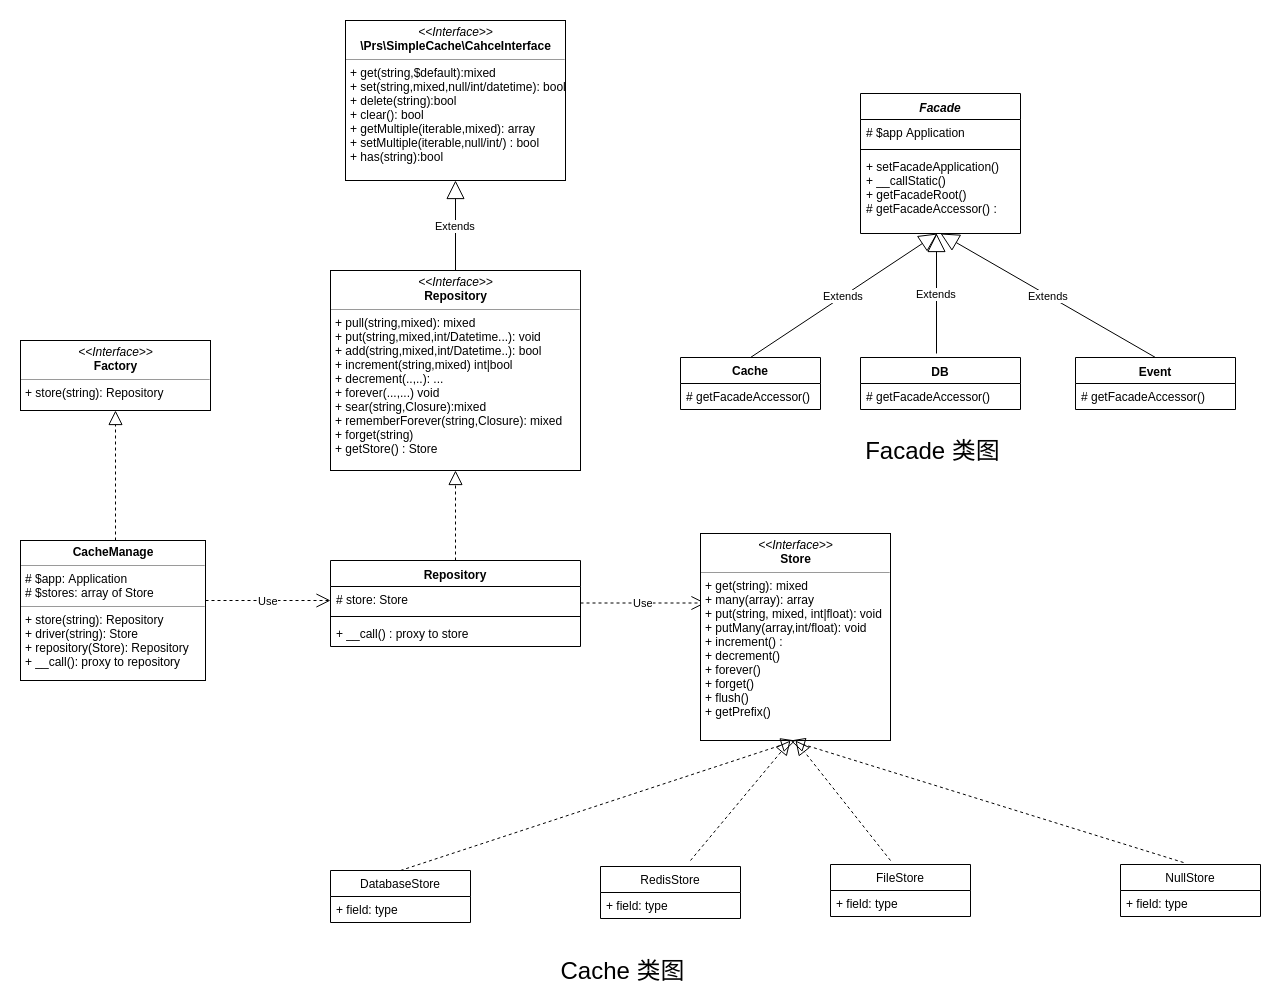 <<Interface>>
\Prs\SimpleCache\CahceInterface
+ get(string,$default):mixed
+ set(string,mixed,null/int/datetime): bool
+ delete(string):bool
+ clear(): bool
+ getMultiple(iterable,mixed): array
+ setMultiple(iterable,null/int/) : bool
+ has(string):bool
Extends
<<Interface>>
Repository
+ pull(string,mixed): mixed
+ put(string,mixed,int/Datetime...): void
+ add(string,mixed,int/Datetime..): bool
+ increment(string,mixed) int|bool
+ decrement(..,..): ...
+ forever(...,...) void
+ sear(string,Closure):mixed
+ rememberForever(string,Closure): mixed
+ forget(string)
+ getStore() : Store
<<Interface>>
Factory
+ store(string): Repository
CacheManage
# $app: Application
# $stores: array of Store
+ store(string): Repository
+ driver(string): Store
+ repository(Store): Repository
+ __call(): proxy to repository
Use
Repository
# store: Store
+ __call() : proxy to store
Use
<<Interface>>
Store
+ get(string): mixed
+ many(array): array
+ put(string, mixed, int|float): void
+ putMany(array,int/float): void
+ increment() :
+ decrement()
+ forever()
+ forget()
+ flush()
+ getPrefix()
DatabaseStore
+ field: type
RedisStore
+ field: type
FileStore
+ field: type
NullStore
+ field: type
Cache 类图
Facade
# $app Application
+ setFacadeApplication()
+ __callStatic()
+ getFacadeRoot()
# getFacadeAccessor() :
Extends
Extends
Extends
Cache
# getFacadeAccessor()
DB
# getFacadeAccessor()
Event
# getFacadeAccessor()
Facade 类图